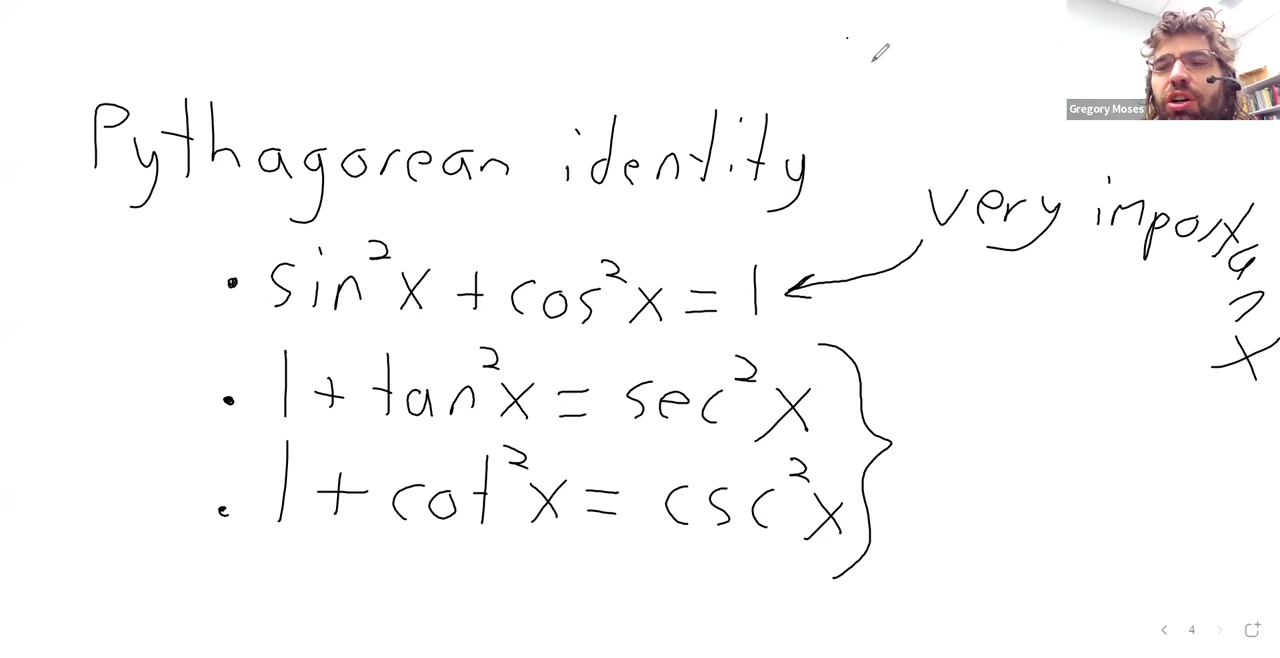 Gregory Moses
Pythagorean identity
very important
• sin²x + cos²x = 1
• 1 + tan²x = sec²x
• 1 + cot²x = csc²x
4